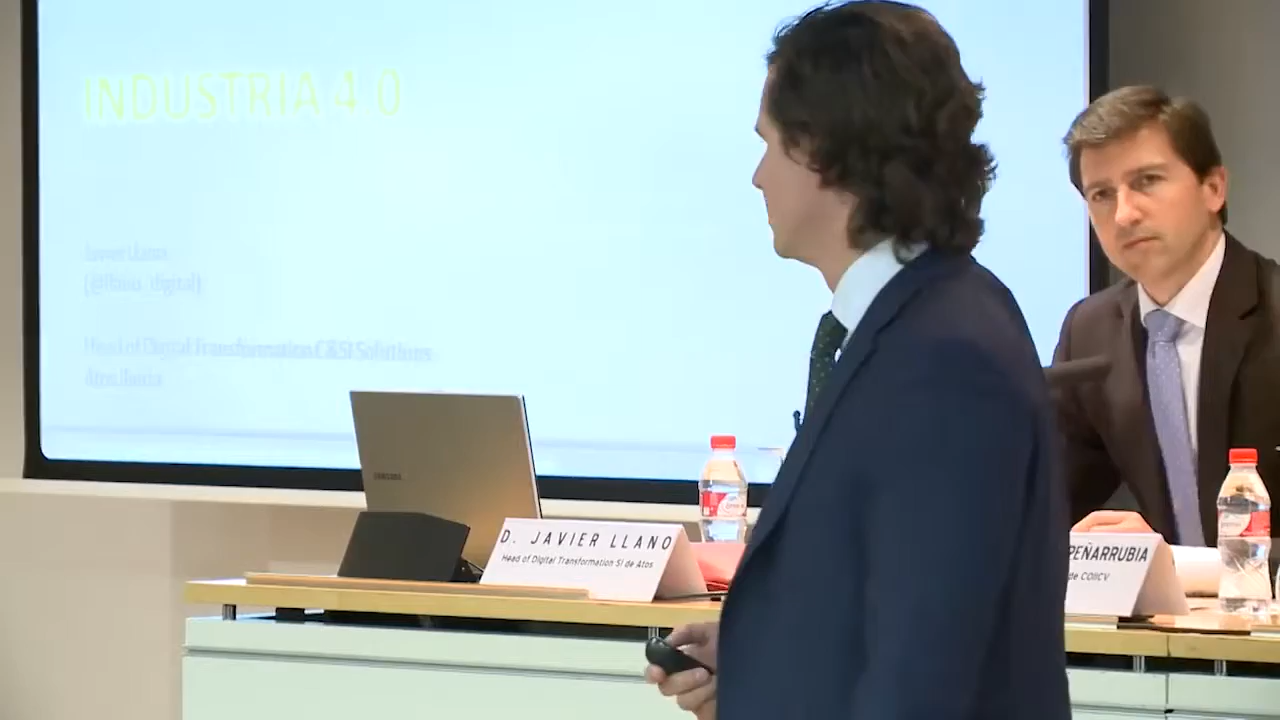 INDUSTRIA 4.0
Javier Llano
Head of Digital Transformation C&SI Solutions
Atos Iberia
SAMSUNG
D. JAVIER LLANO
Head of Digital Transformation SI de Atos
PEÑARRUBIA
de COIICV